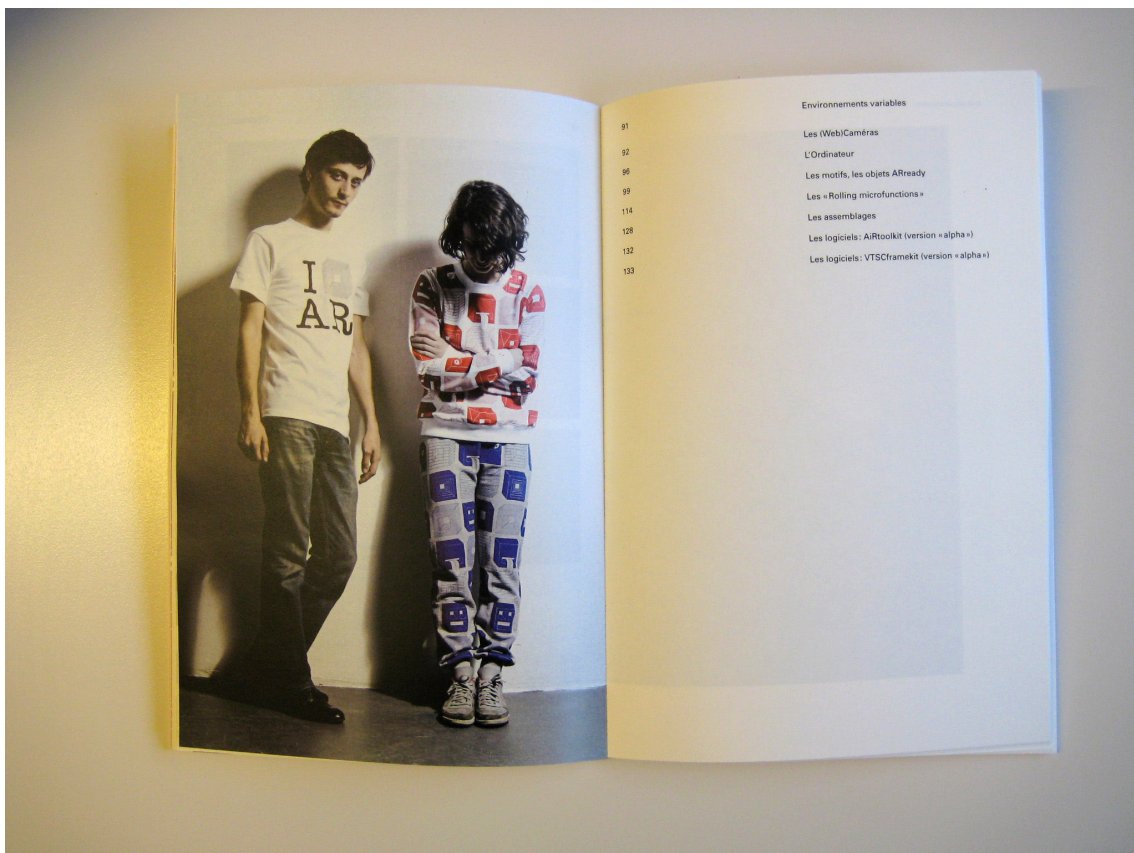 I
AR
Environnements variables
91
Les (Web)Caméras
92
L'Ordinateur
96
Les motifs, les objets ARready
99
Les «Rolling microfunctions»
114
Les assemblages
128
Les logiciels: AiRtoolkit (version «alpha»)
132
Les logiciels: VTSCframekit (version «alpha»)
133